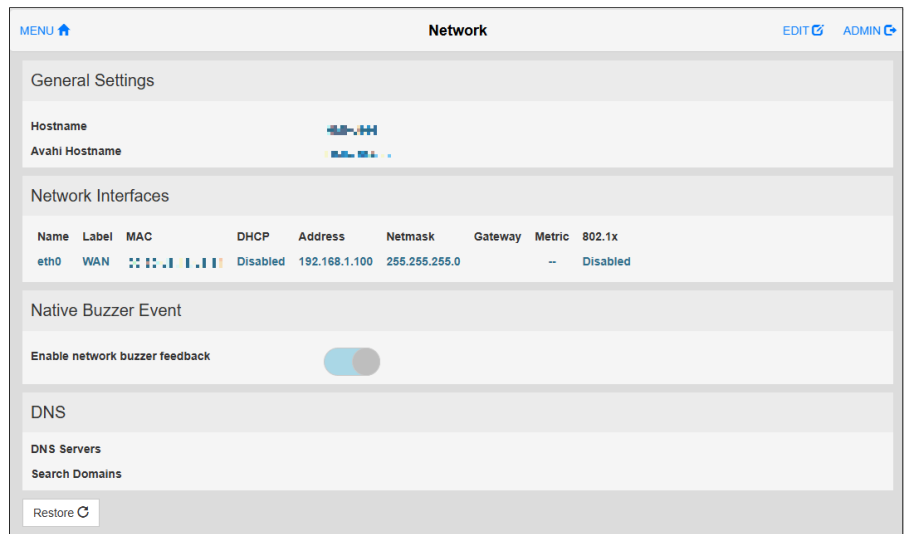 MENU Network EDIT ADMIN
General Settings
Hostname
Avahi Hostname
Network Interfaces
Name Label MAC DHCP Address Netmask Gateway Metric 802.1x
eth0 WAN Disabled 192.168.1.100 255.255.255.0 -- Disabled
Native Buzzer Event
Enable network buzzer feedback
DNS
DNS Servers
Search Domains
Restore